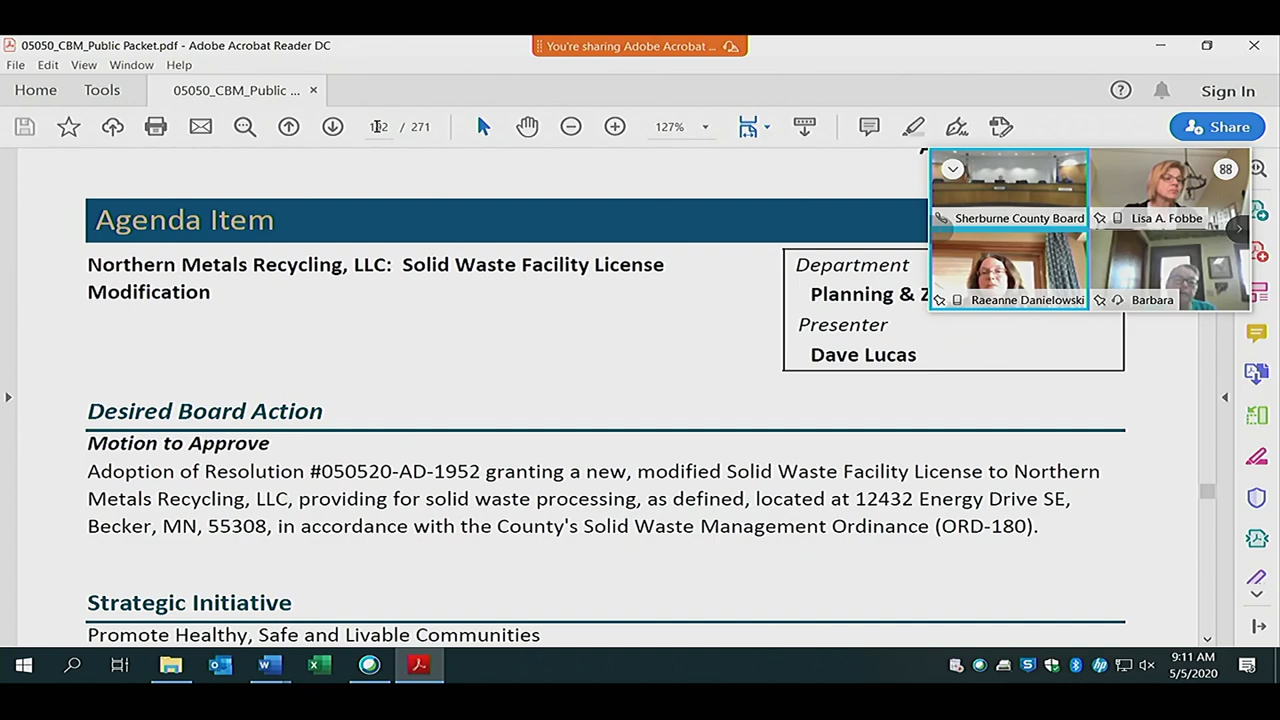 05050_CBM_Public Packet.pdf - Adobe Acrobat Reader DC
You're sharing Adobe Acrobat ...
File Edit View Window Help
Home Tools 05050_CBM_Public ... × Sign In
/ 271 127% Share
Agenda Item
88
Sherburne County Board
Lisa A. Fobbe
Raeanne Danielowski
Barbara
Northern Metals Recycling, LLC: Solid Waste Facility License
Modification
Department
Planning & Z
Presenter
Dave Lucas
Desired Board Action
Motion to Approve
Adoption of Resolution #050520-AD-1952 granting a new, modified Solid Waste Facility License to Northern
Metals Recycling, LLC, providing for solid waste processing, as defined, located at 12432 Energy Drive SE,
Becker, MN, 55308, in accordance with the County's Solid Waste Management Ordinance (ORD-180).
Strategic Initiative
Promote Healthy, Safe and Livable Communities
9:11 AM
5/5/2020